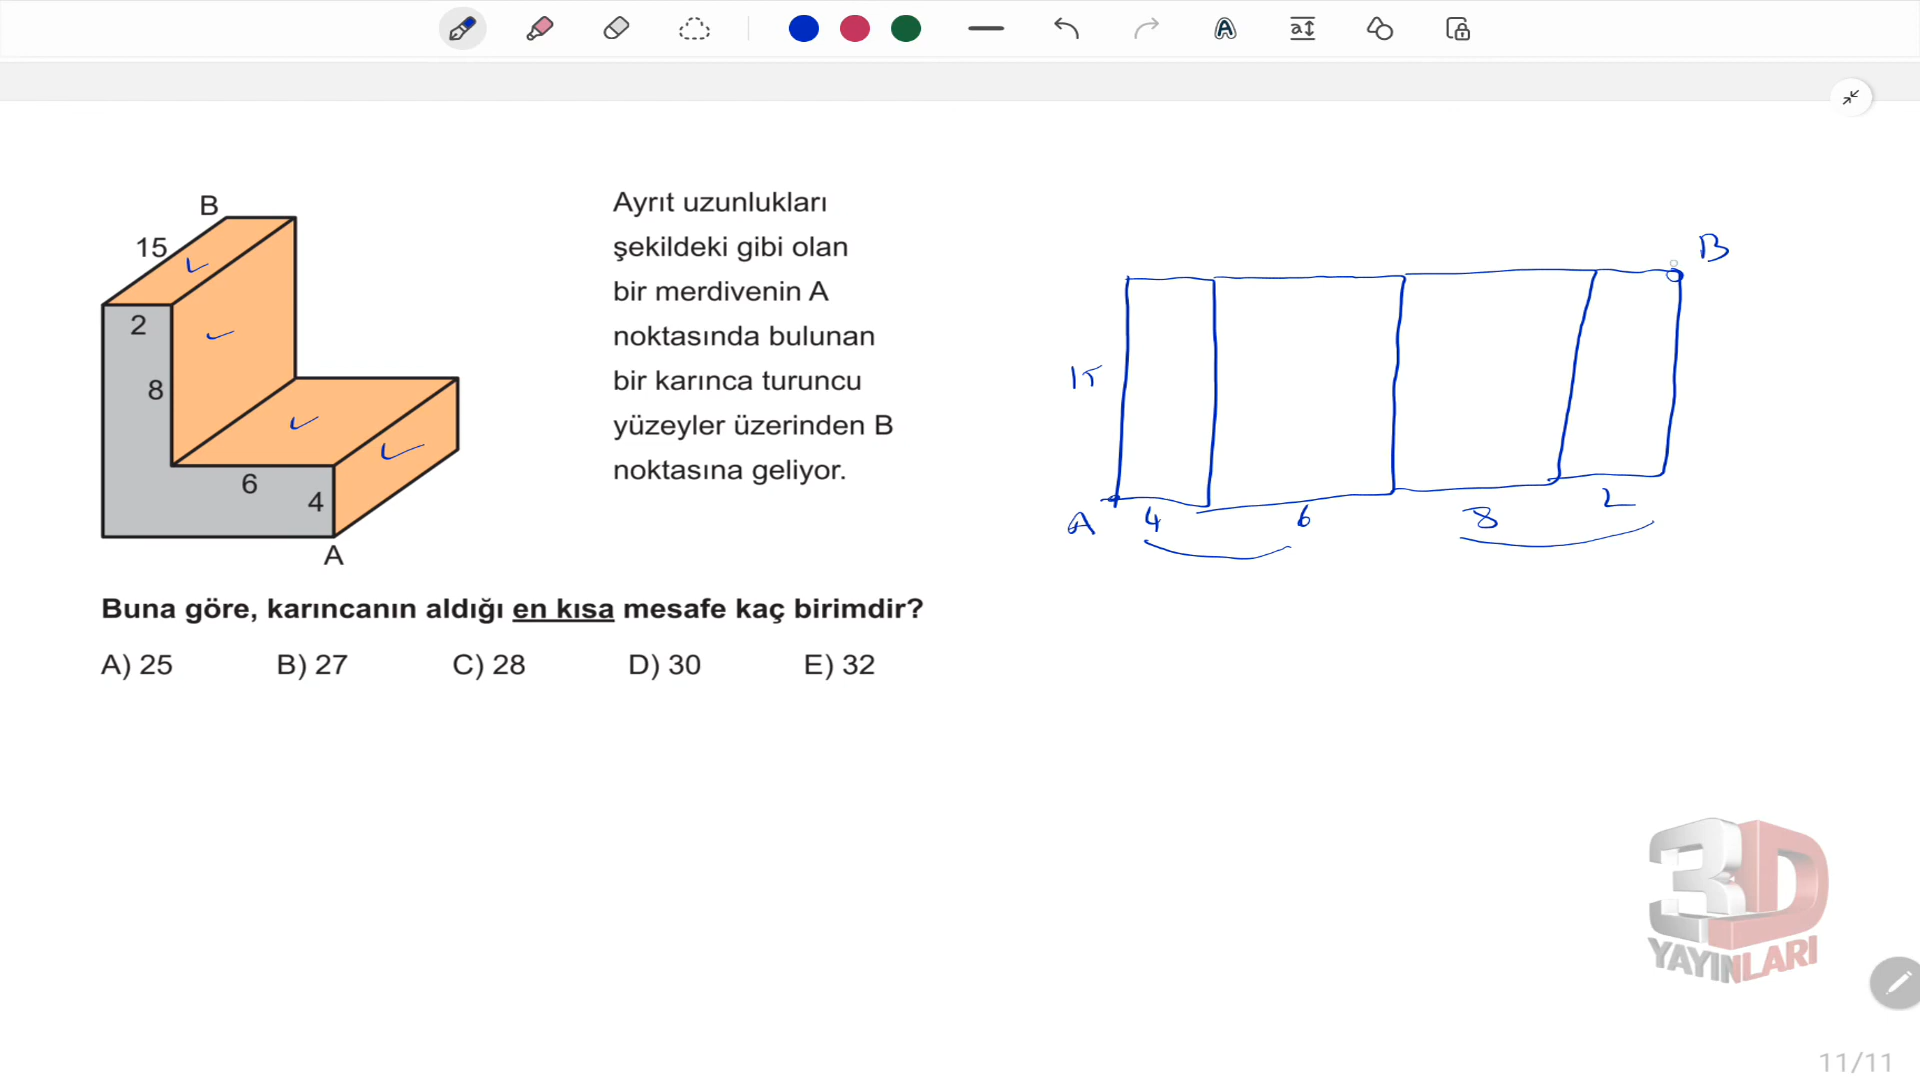 B
15
2
8
6
4
A
Ayrıt uzunlukları
şekildeki gibi olan
bir merdivenin A
noktasında bulunan
bir karınca turuncu
yüzeyler üzerinden B
noktasına geliyor.
B
15
A 4 6 8 2
Buna göre, karıncanın aldığı en kısa mesafe kaç birimdir?
A) 25 B) 27 C) 28 D) 30 E) 32
3D
YAYINLARI
11/11